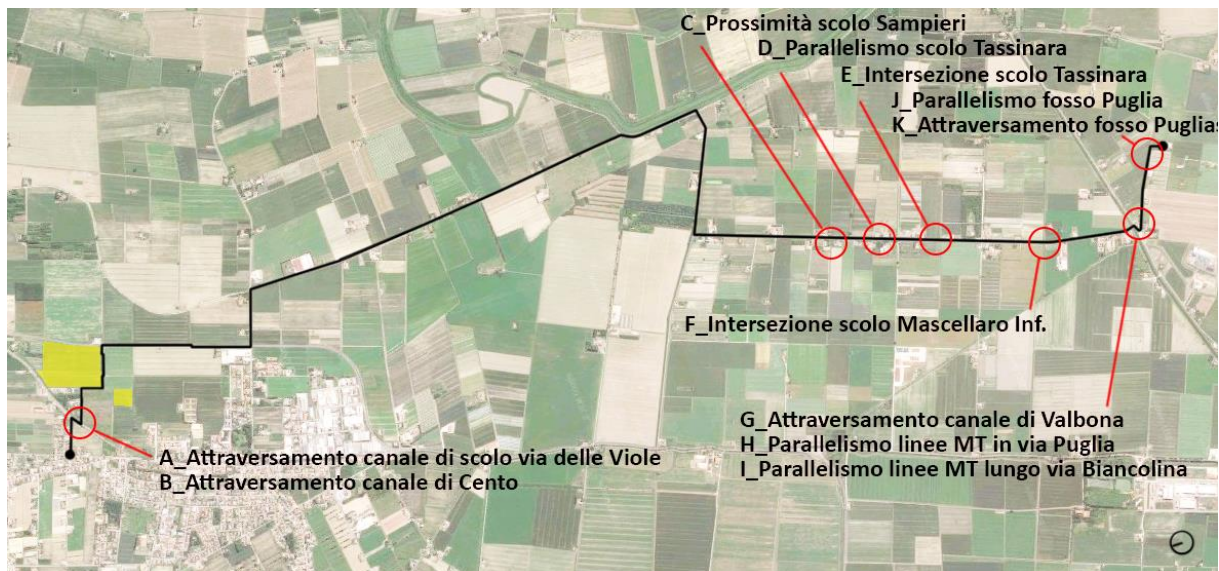 C_Prossimità scolo Sampieri
D_Parallelismo scolo Tassinara
E_Intersezione scolo Tassinara
J_Parallelismo fosso Puglia
K_Attraversamento fosso Puglias
F_Intersezione scolo Mascellaro Inf.
G_Attraversamento canale di Valbona
H_Parallelismo linee MT in via Puglia
I_Parallelismo linee MT lungo via Biancolina
A_Attraversamento canale di scolo via delle Viole
B_Attraversamento canale di Cento